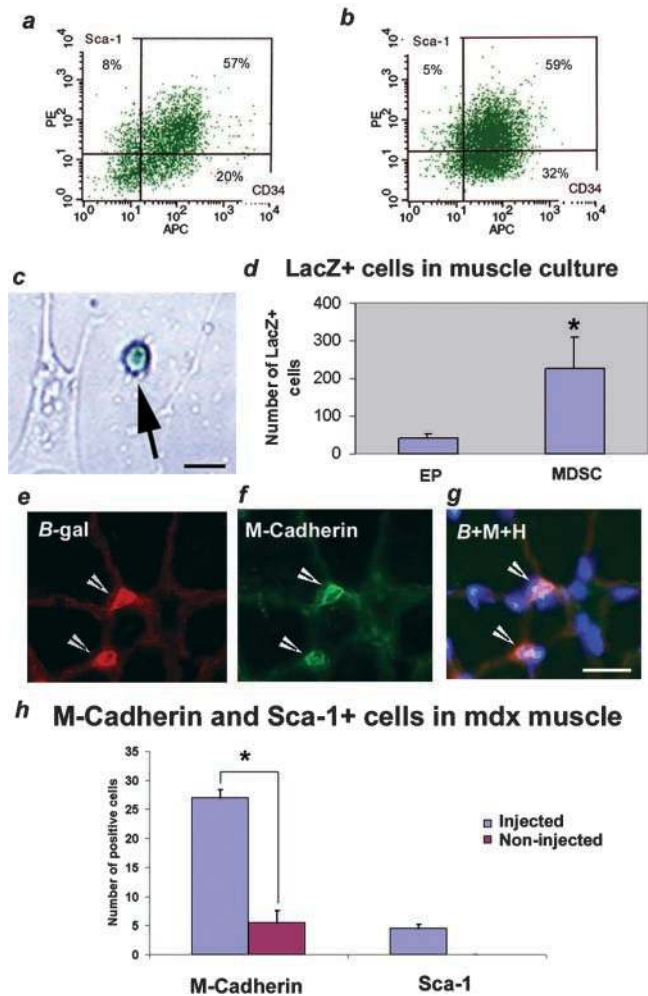 a
Sca-1
8%
57%
20%
CD34
PE
10⁴
10³
10²
10¹
10⁰
10⁰ 10¹ 10² 10³ 10⁴
APC
b
Sca-1
5%
59%
32%
CD34
PE
10⁴
10³
10²
10¹
10⁰
10⁰ 10¹ 10² 10³ 10⁴
APC
c
d LacZ+ cells in muscle culture
Number of LacZ+
cells
400
300
200
100
0
*
EP MDSC
e
B-gal
f
M-Cadherin
g
B+M+H
h M-Cadherin and Sca-1+ cells in mdx muscle
Number of positive cells
35
30
25
20
15
10
5
0
*
Injected
Non-injected
M-Cadherin Sca-1